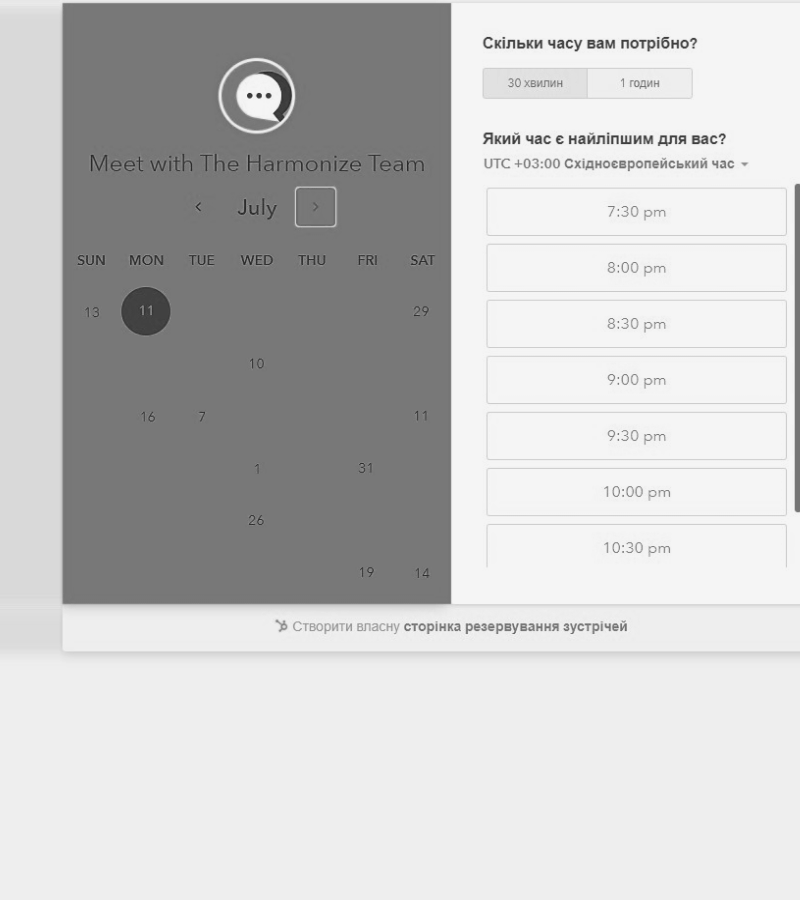 Meet with The Harmonize Team
July
SUN MON TUE WED THU FRI SAT
13 11 29
10
16 7 11
1 31
26
19 14
Скільки часу вам потрібно?
30 хвилин 1 годин
Який час є найліпшим для вас?
UTC +03:00 Східноєвропейський час
7:30 pm
8:00 pm
8:30 pm
9:00 pm
9:30 pm
10:00 pm
10:30 pm
Створити власну сторінка резервування зустрічей